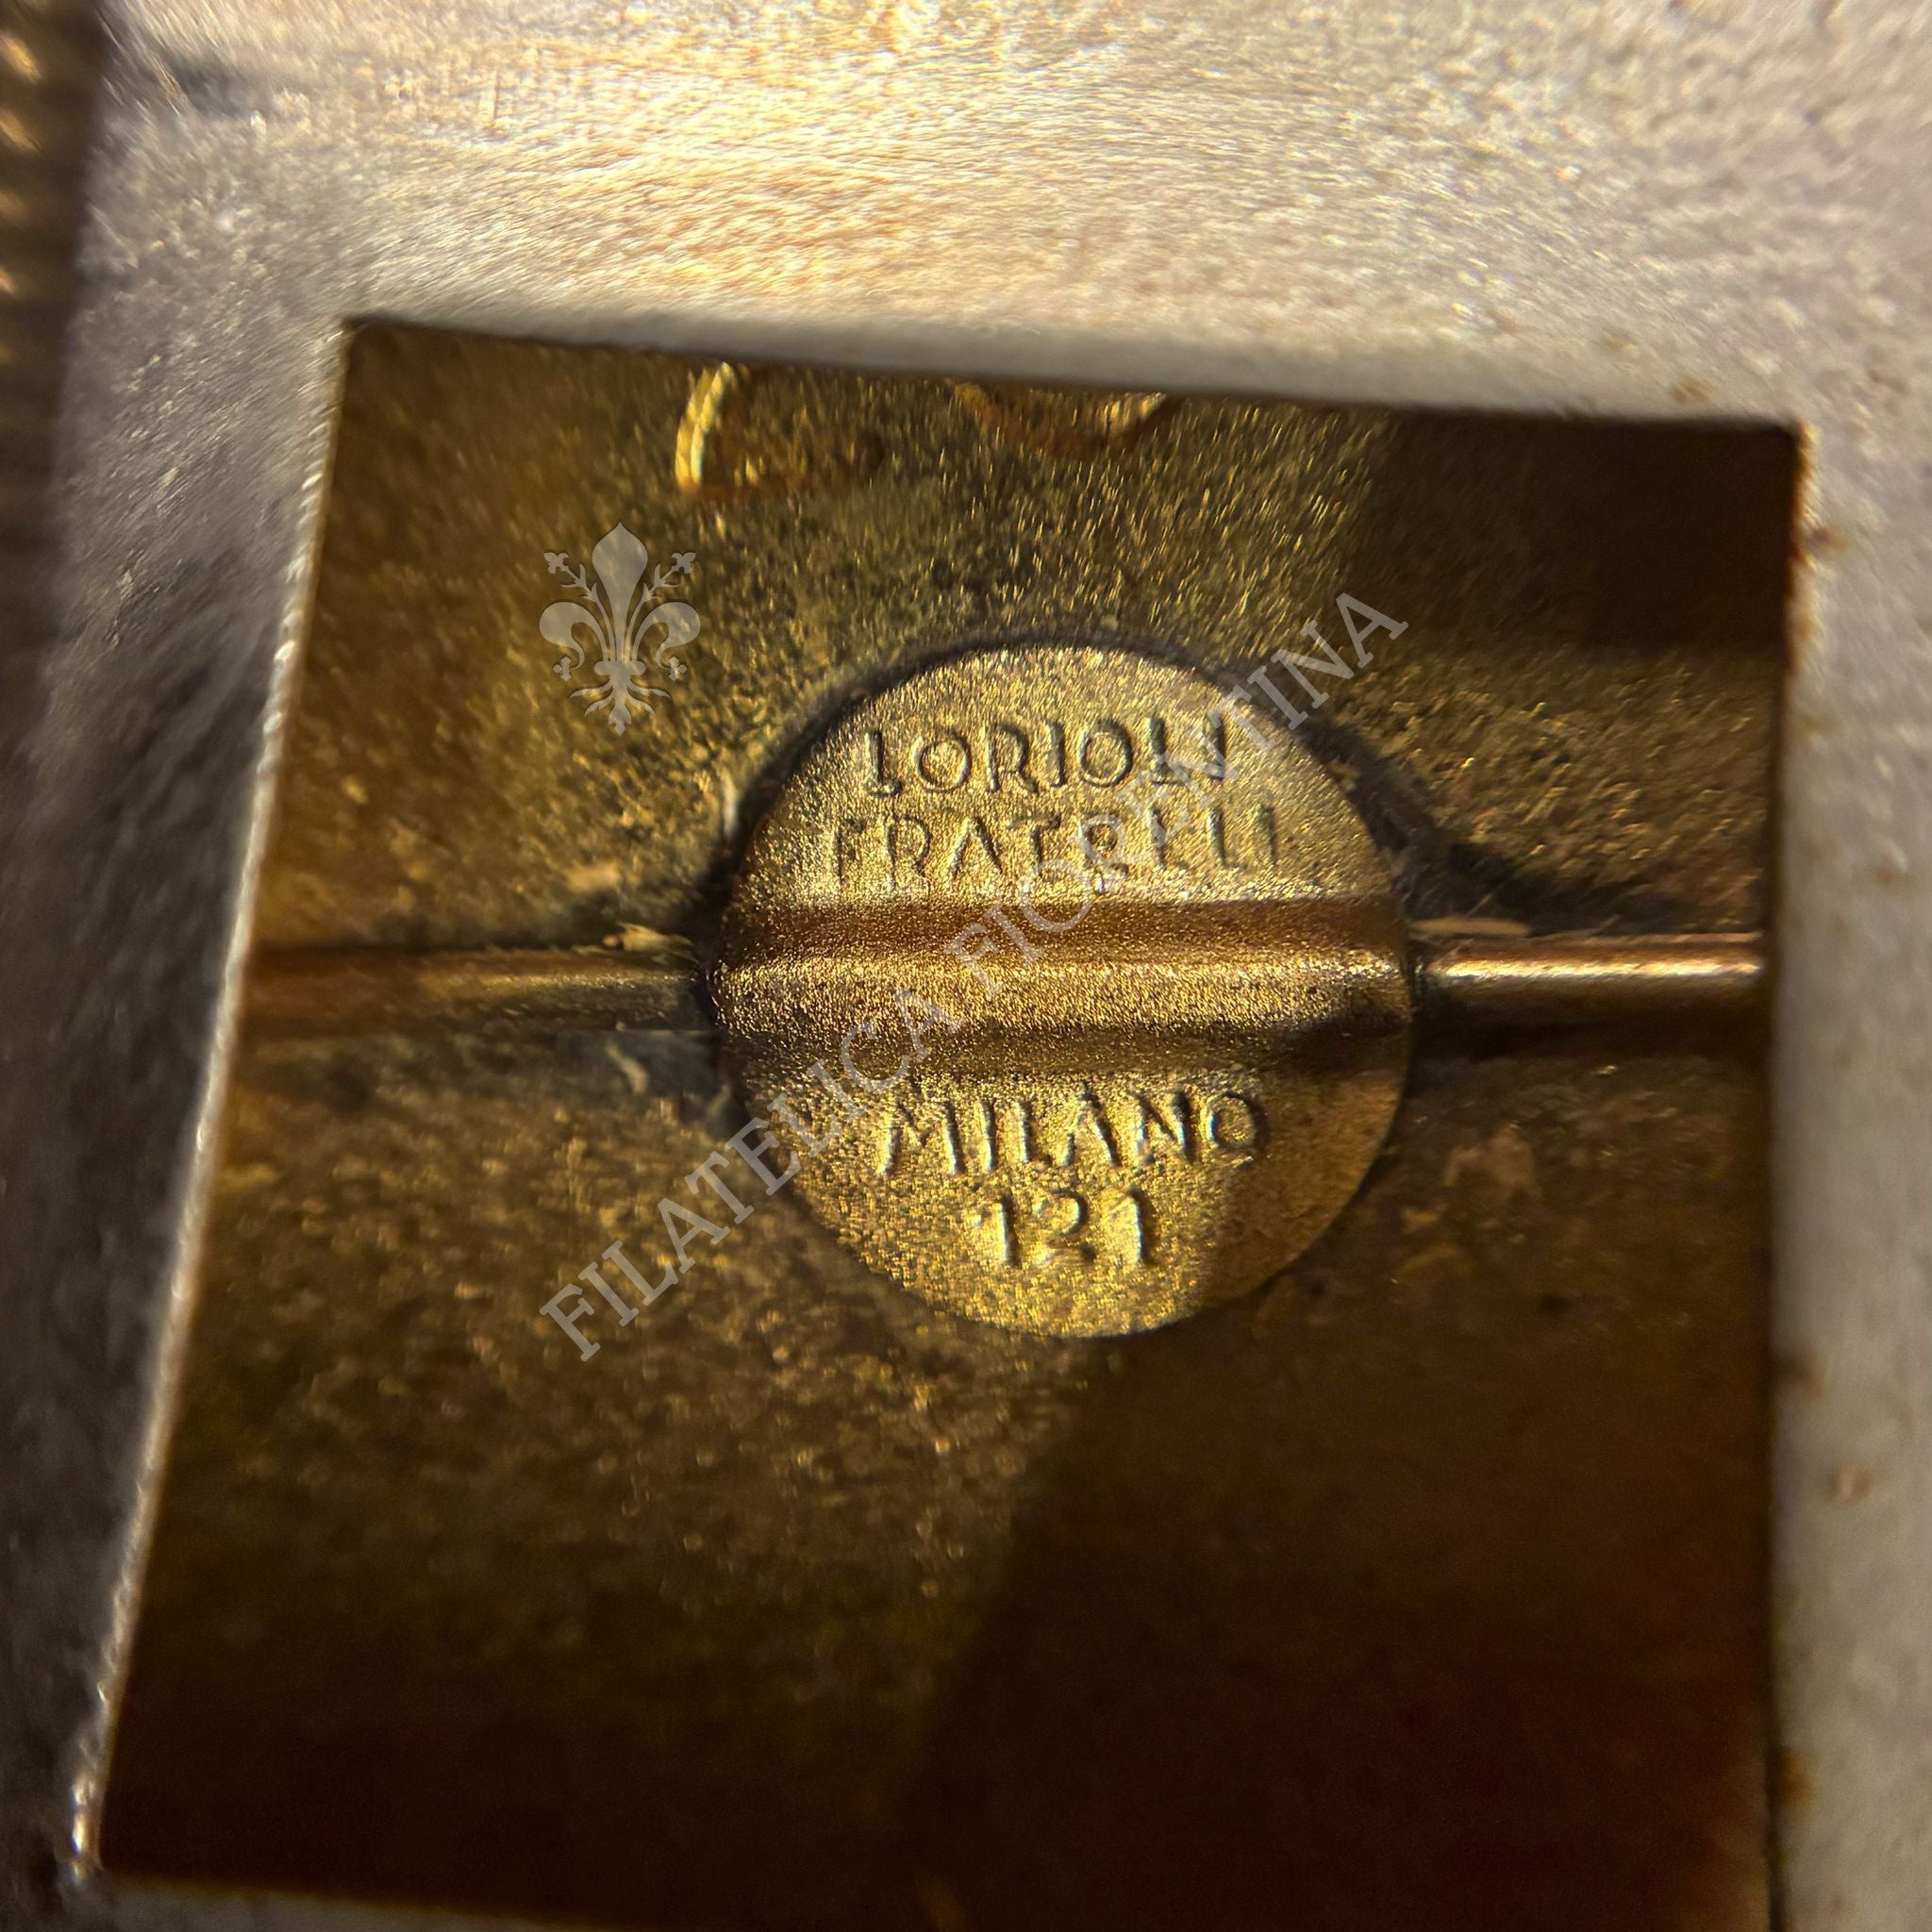 LORIOLI
FRATELLI
MILANO
121
FILATELICA FIORENTINA